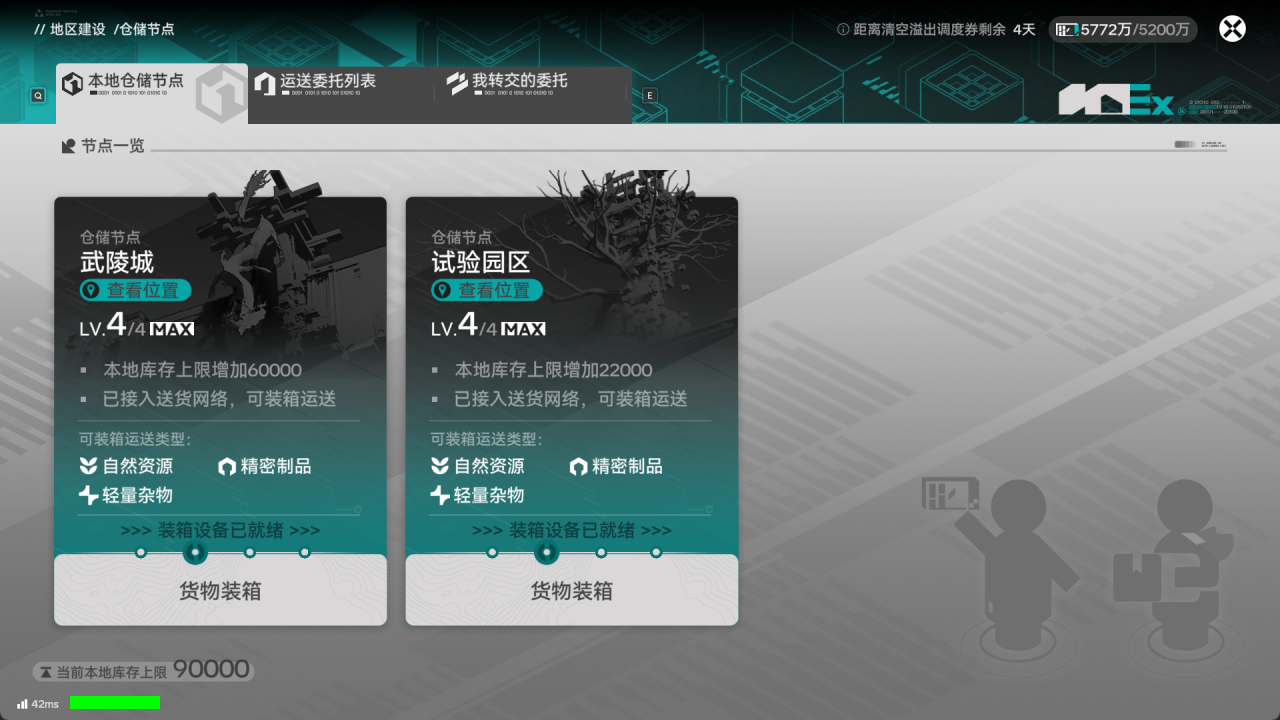 // 地区建设 /仓储节点
距离清空溢出调度券剩余 4天
5772万/5200万
Q
本地仓储节点
运送委托列表
我转交的委托
E
节点一览
仓储节点
武陵城
查看位置
LV.4/4 MAX
本地库存上限增加60000
已接入送货网络，可装箱运送
可装箱运送类型：
自然资源
精密制品
轻量杂物
>>> 装箱设备已就绪 >>>
货物装箱
仓储节点
试验园区
查看位置
LV.4/4 MAX
本地库存上限增加22000
已接入送货网络，可装箱运送
可装箱运送类型：
自然资源
精密制品
轻量杂物
>>> 装箱设备已就绪 >>>
货物装箱
当前本地库存上限 90000
42ms